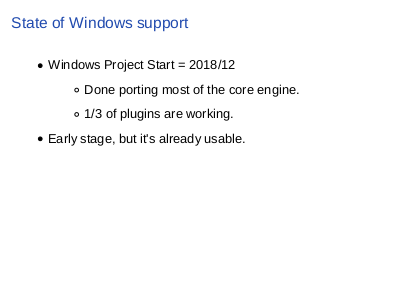 State of Windows support
• Windows Project Start = 2018/12
◦ Done porting most of the core engine.
◦ 1/3 of plugins are working.
• Early stage, but it's already usable.